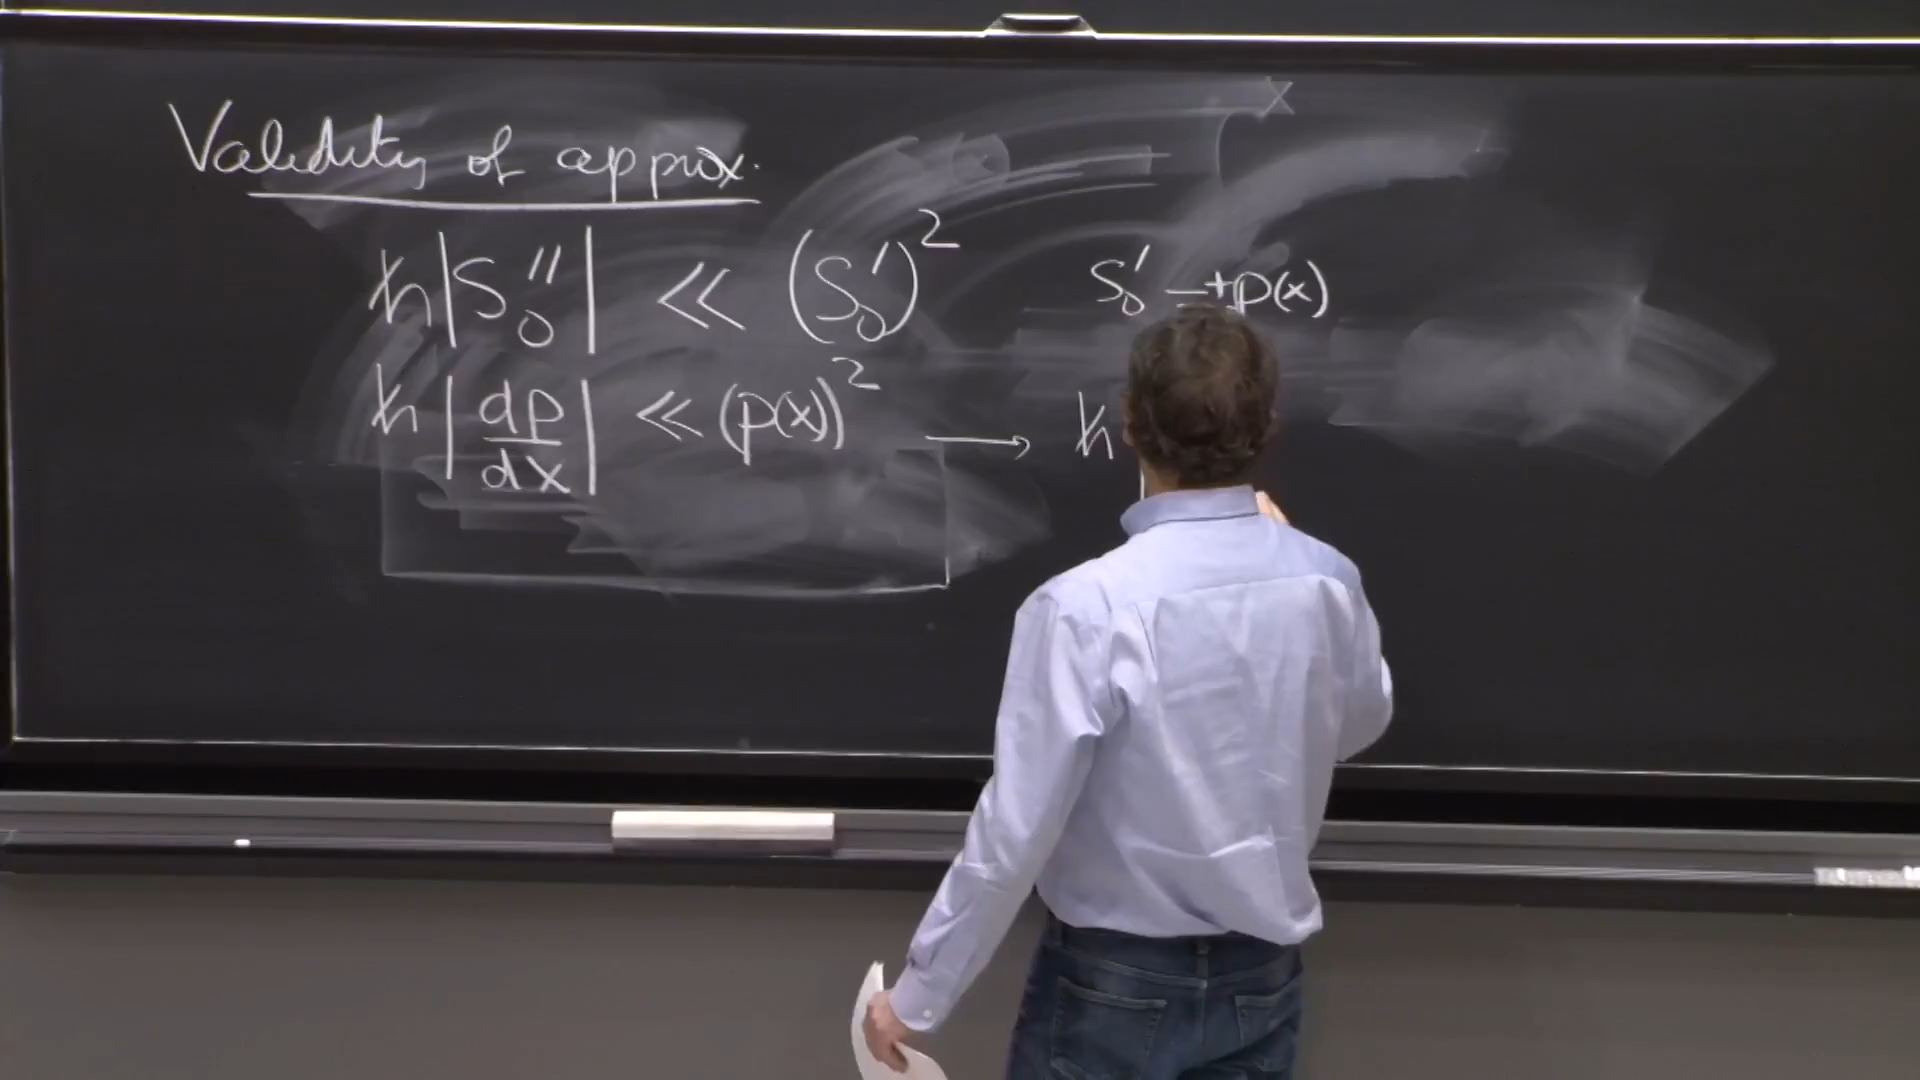 Validity of approx.
ħ|S₀″| ≪ (S₀′)² S₀′ = ±p(x)
ħ|dp/dx| ≪ (p(x))² → ħ